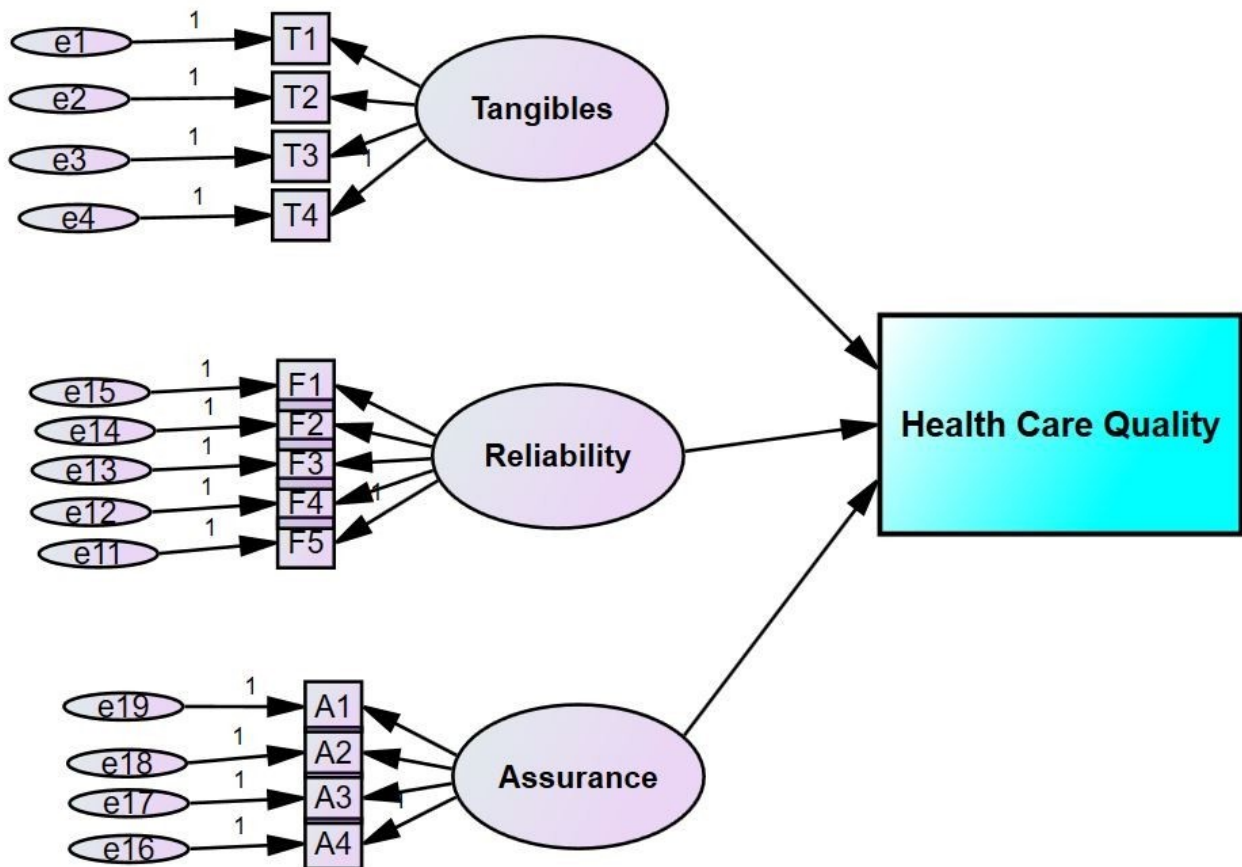 e1 1 T1
e2 1 T2
e3 1 T3 1
e4 1 T4
Tangibles
e15 1 F1
e14 1 F2
e13 1 F3
e12 1 F4 1
e11 1 F5
Reliability
Health Care Quality
e19 1 A1
e18 1 A2
e17 1 A3 1
e16 1 A4
Assurance